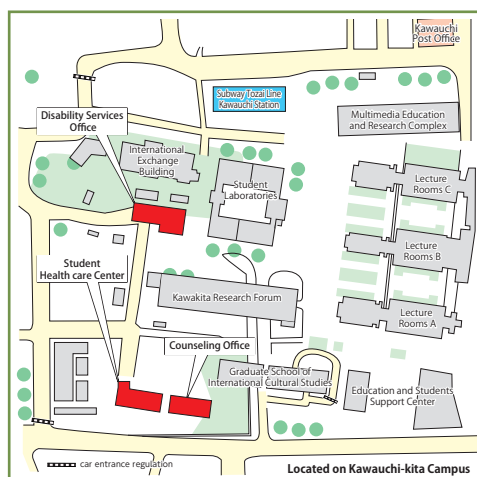 Kawauchi
Post Office
Subway Tozai Line
Kawauchi Station
Disability Services
Office
Multimedia Education
and Research Complex
International
Exchange
Building
Student
Laboratories
Lecture
Rooms C
Lecture
Rooms B
Student
Health care Center
Kawakita Research Forum
Lecture
Rooms A
Counseling Office
Graduate School of
International Cultural Studies
Education and Students
Support Center
car entrance regulation
Located on Kawauchi-kita Campus